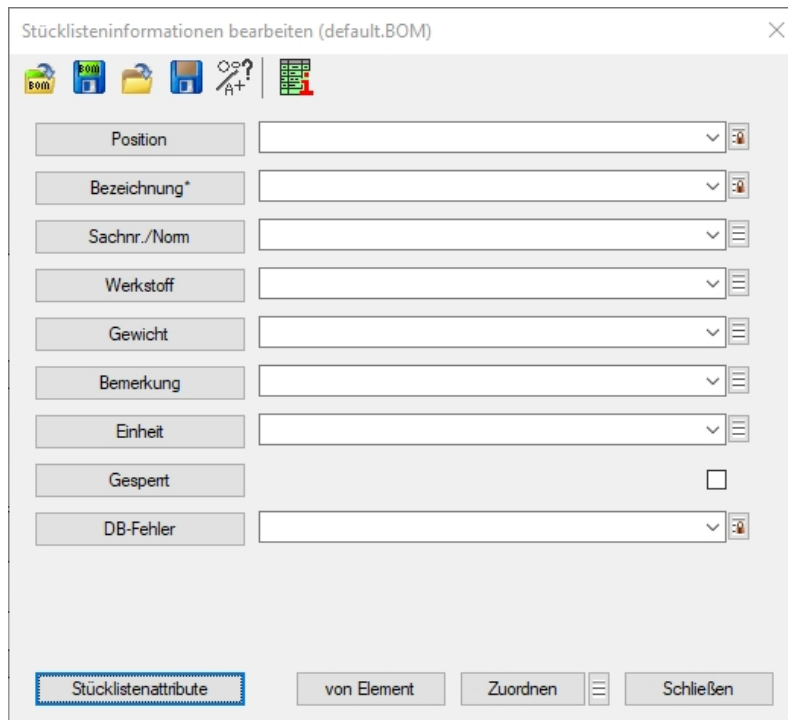 Stücklisteninformationen bearbeiten (default.BOM)
BOM BOM ?
A+
Position
Bezeichnung*
Sachnr./Norm
Werkstoff
Gewicht
Bemerkung
Einheit
Gesperrt
DB-Fehler
Stücklistenattribute von Element Zuordnen Schließen